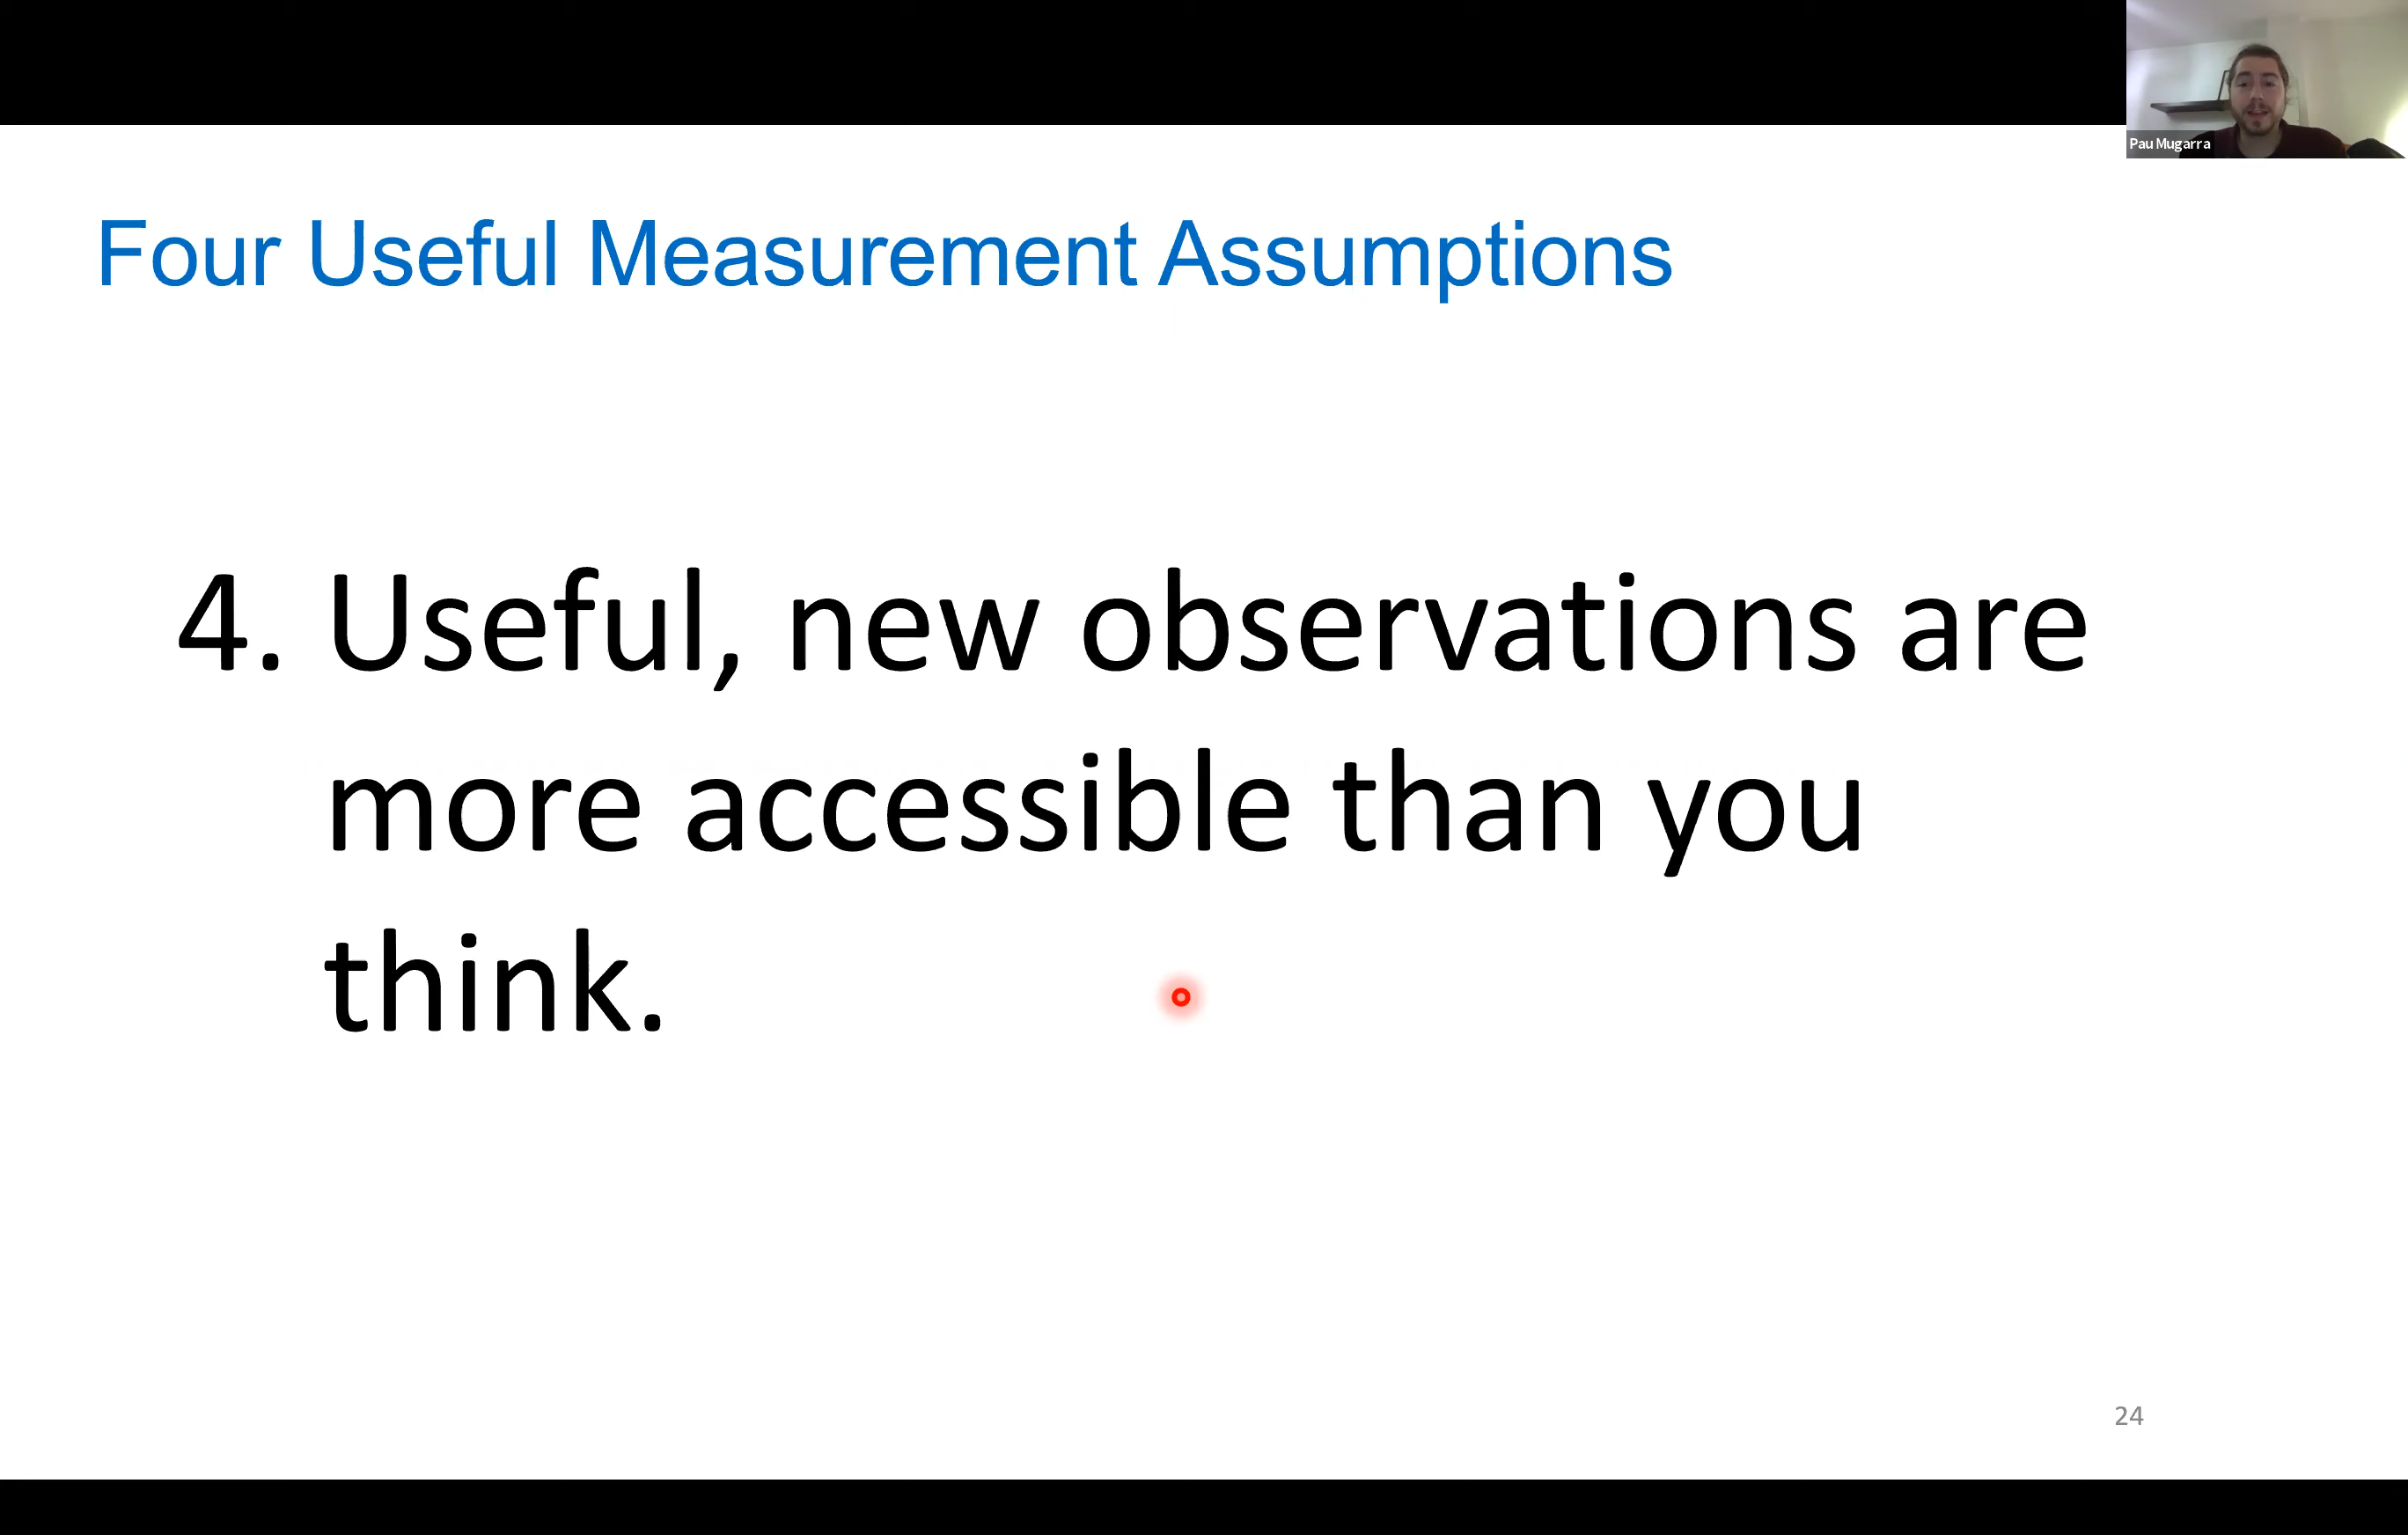 Pau Mugarra
Four Useful Measurement Assumptions
4. Useful, new observations are
more accessible than you
think.
24